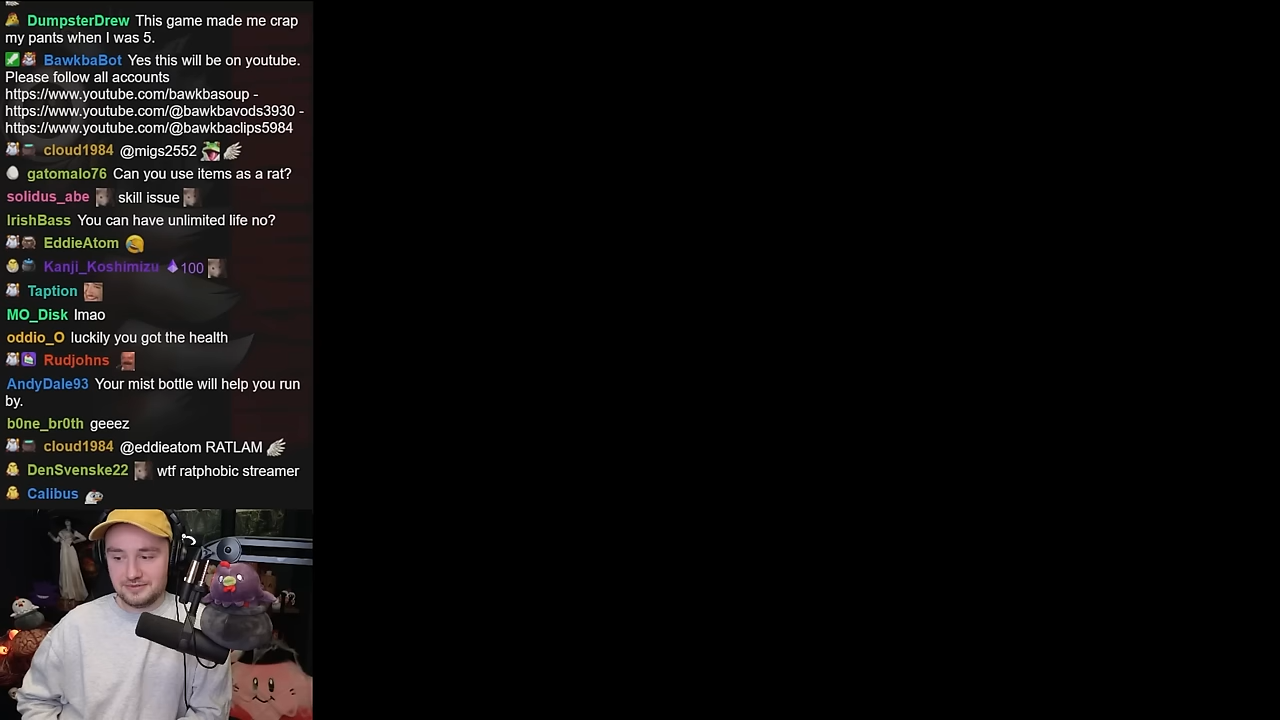 DumpsterDrew This game made me crap
my pants when I was 5.
BawkbaBot Yes this will be on youtube.
Please follow all accounts
https://www.youtube.com/bawkbasoup -
https://www.youtube.com/@bawkbavods3930 -
https://www.youtube.com/@bawkbaclips5984
cloud1984 @migs2552
gatomalo76 Can you use items as a rat?
solidus_abe skill issue
IrishBass You can have unlimited life no?
EddieAtom
Kanji_Koshimizu 100
Taption
MO_Disk lmao
oddio_O luckily you got the health
Rudjohns
AndyDale93 Your mist bottle will help you run
by.
b0ne_br0th geeez
cloud1984 @eddieatom RATLAM
DenSvenske22 wtf ratphobic streamer
Calibus